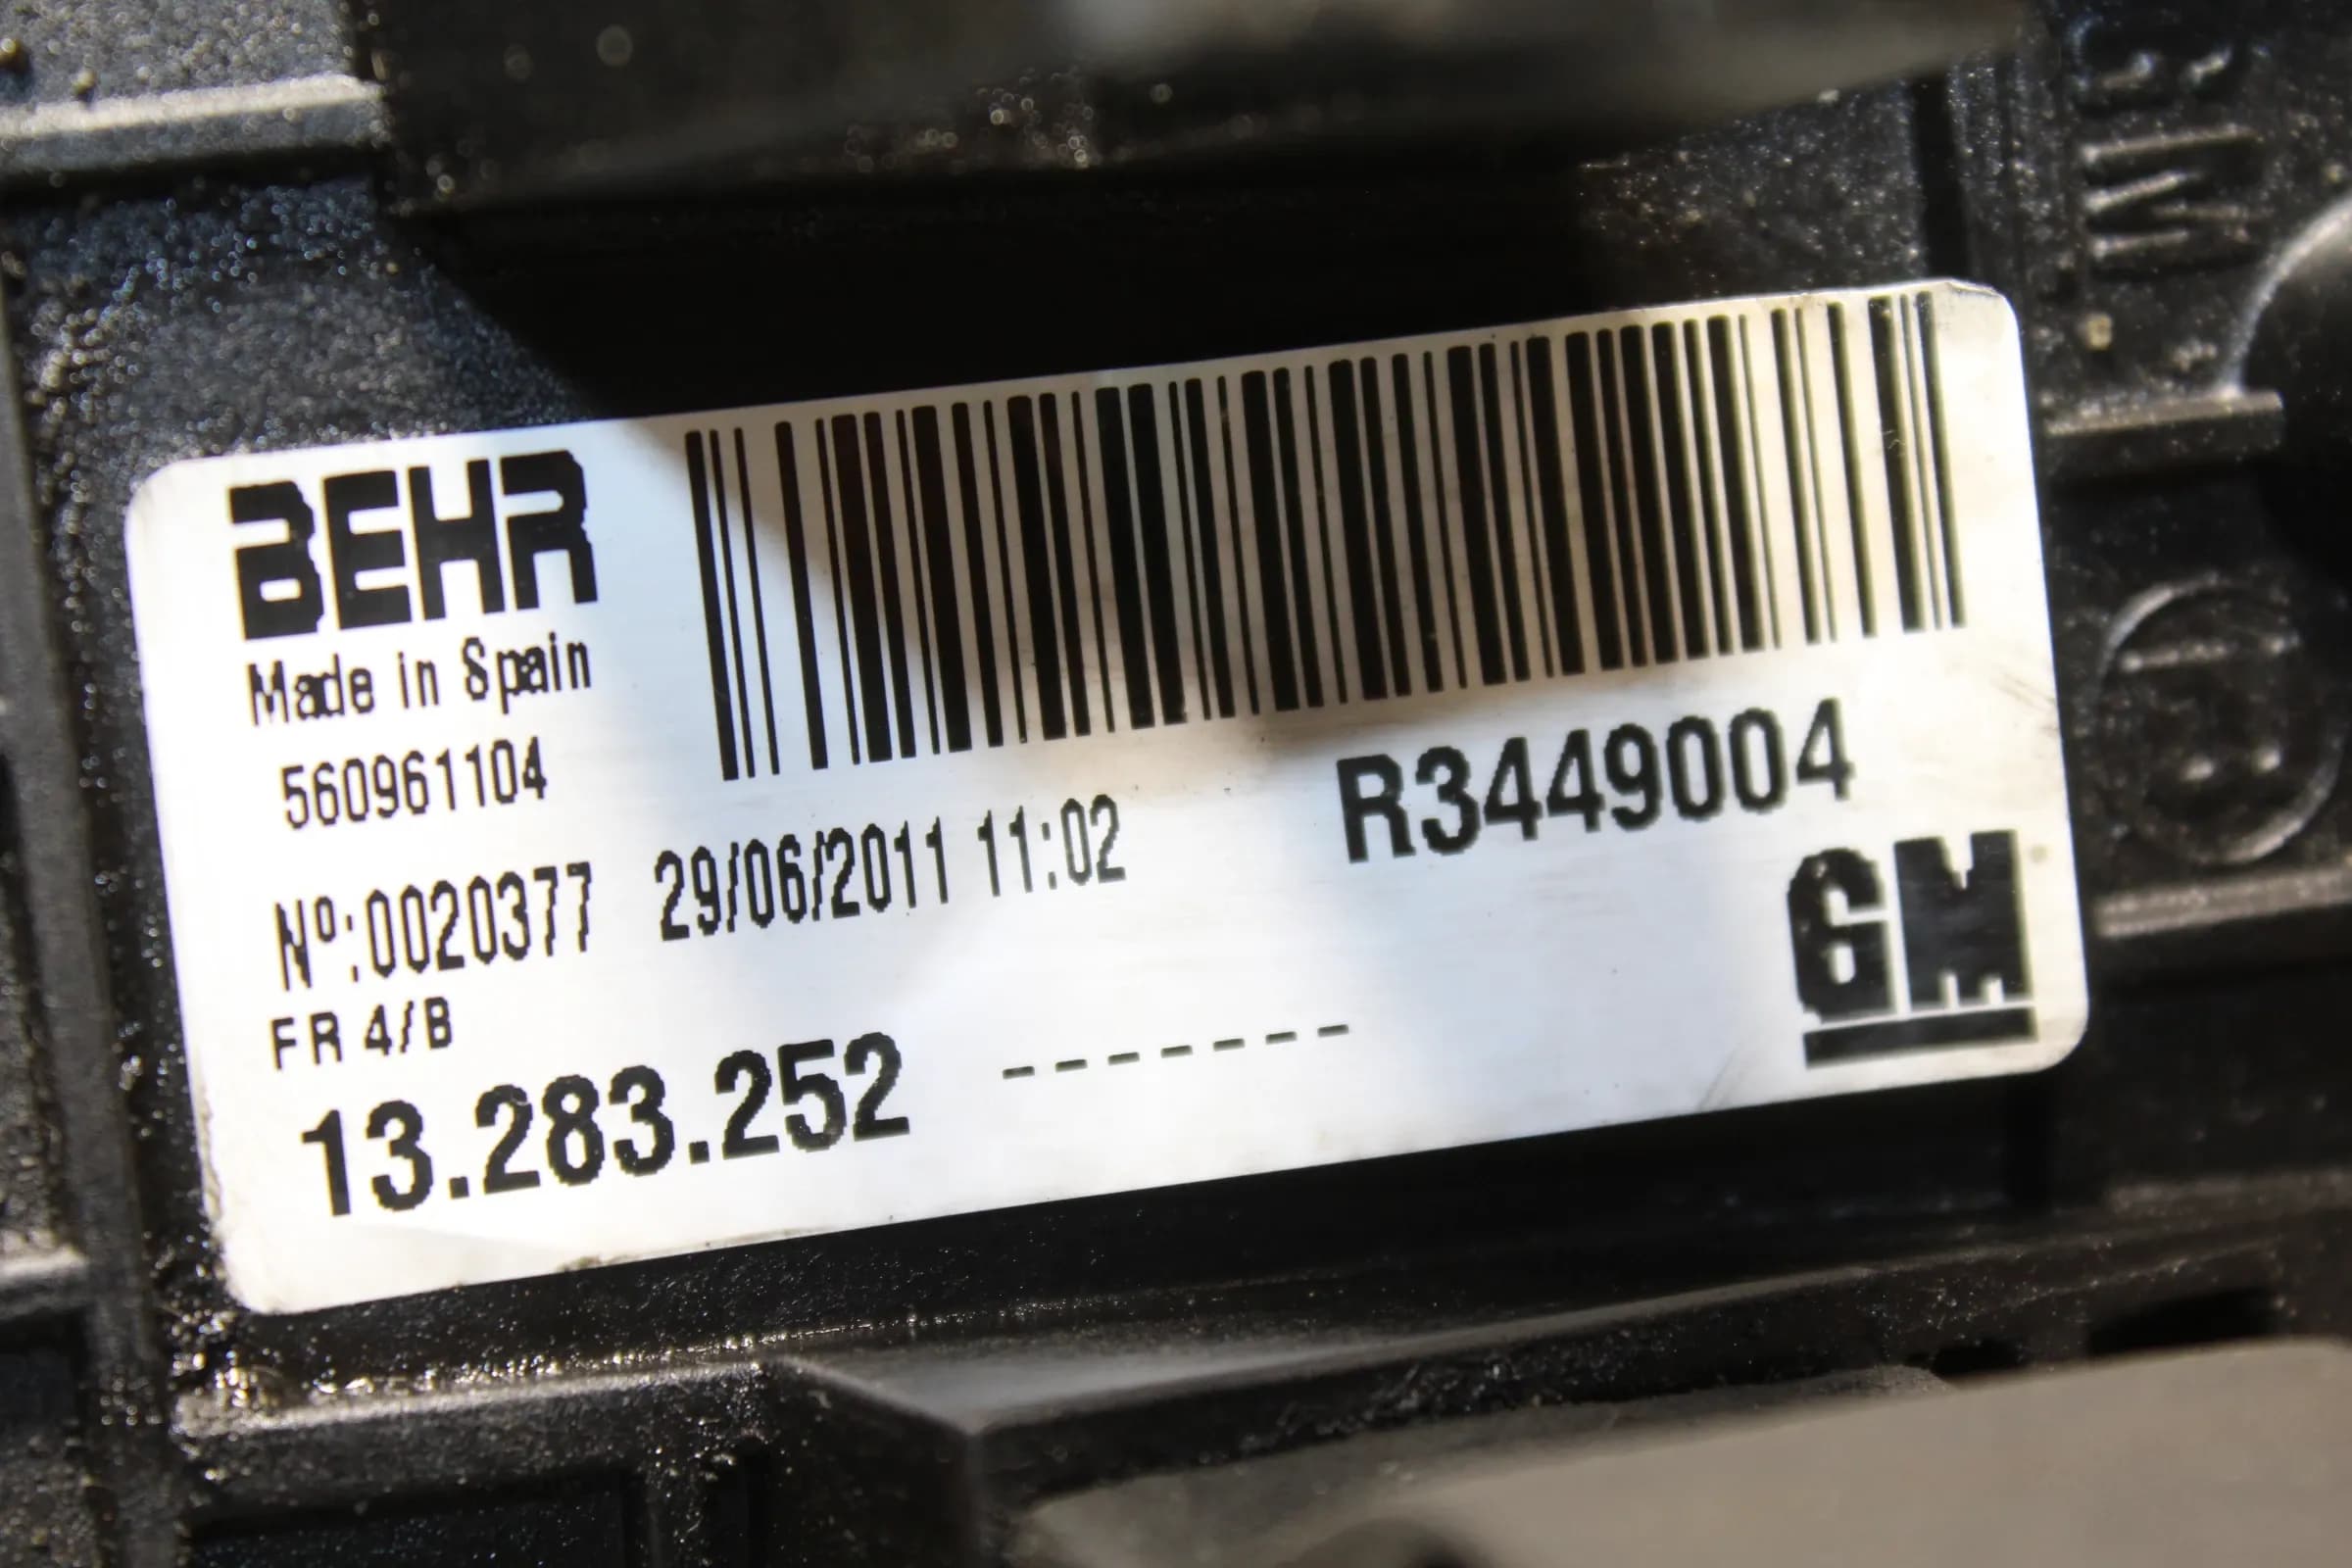 BEHR
Made in Spain
560961104
R3449004
Nº:0020377 29/06/2011 11:02
FR 4/B
GM
13.283.252 -------